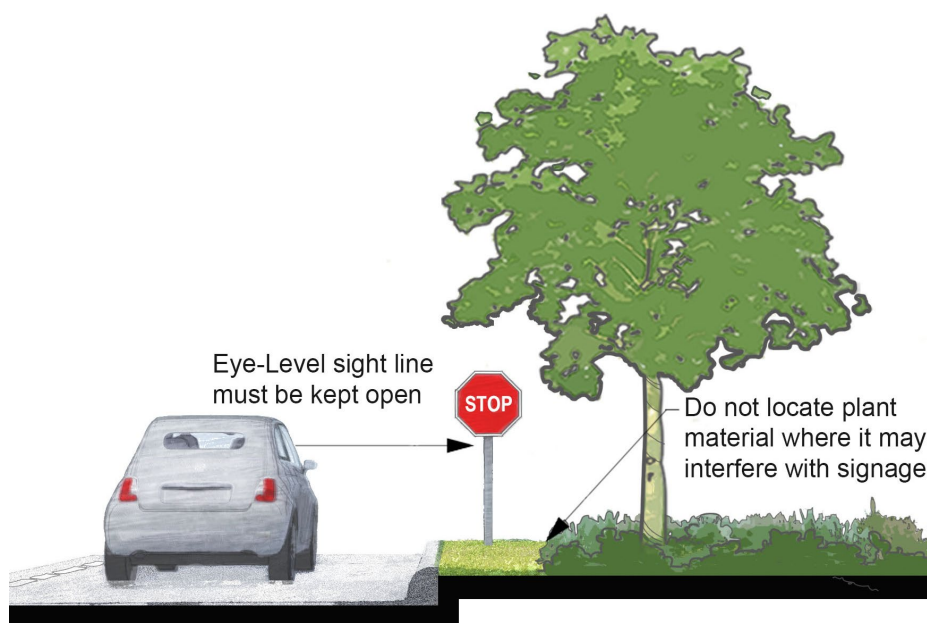 Eye-Level sight line
must be kept open
STOP
Do not locate plant
material where it may
interfere with signage